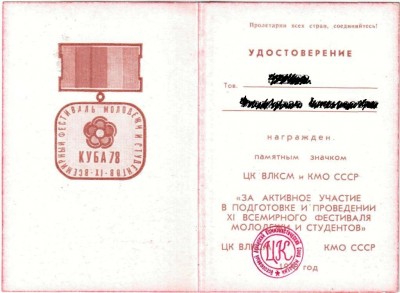 XI · ВСЕМИРНЫЙ ФЕСТИВАЛЬ МОЛОДЕЖИ И СТУДЕНТОВ
КУБА 78
Пролетарии всех стран, соединяйтесь!
УДОСТОВЕРЕНИЕ
Тов.
награжден
памятным значком
ЦК ВЛКСМ и КМО СССР
«ЗА АКТИВНОЕ УЧАСТИЕ
В ПОДГОТОВКЕ И ПРОВЕДЕНИИ
XI ВСЕМИРНОГО ФЕСТИВАЛЯ
МОЛОДЕЖИ И СТУДЕНТОВ»
ЦК ВЛКСМ КМО СССР
ЦК
год